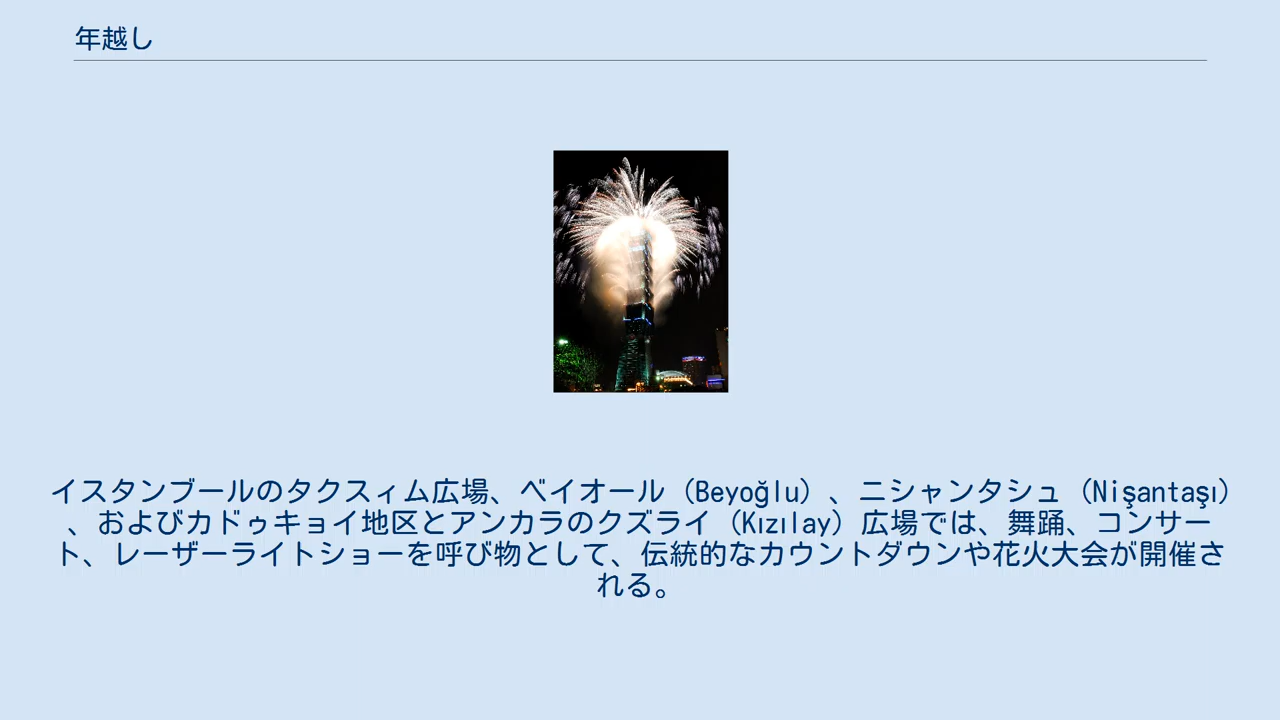 年越し
イスタンブールのタクスィム広場、ベイオール（Beyoğlu）、ニシャンタシュ（Nişantaşı）
、およびカドゥキョイ地区とアンカラのクズライ（Kızılay）広場では、舞踊、コンサー
ト、レーザーライトショーを呼び物として、伝統的なカウントダウンや花火大会が開催さ
れる。